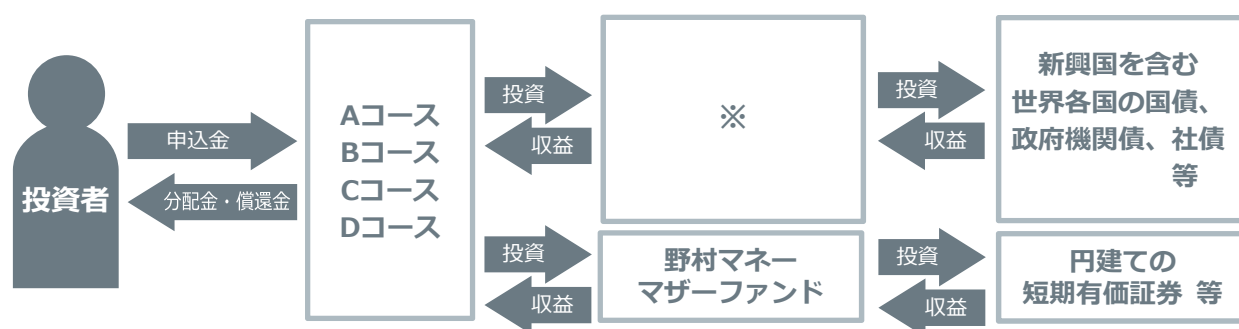 投資者
申込金
分配金・償還金
Aコース
Bコース
Cコース
Dコース
投資
収益
※
投資
収益
新興国を含む
世界各国の国債、
政府機関債、社債
等
投資
収益
野村マネー
マザーファンド
投資
収益
円建ての
短期有価証券 等